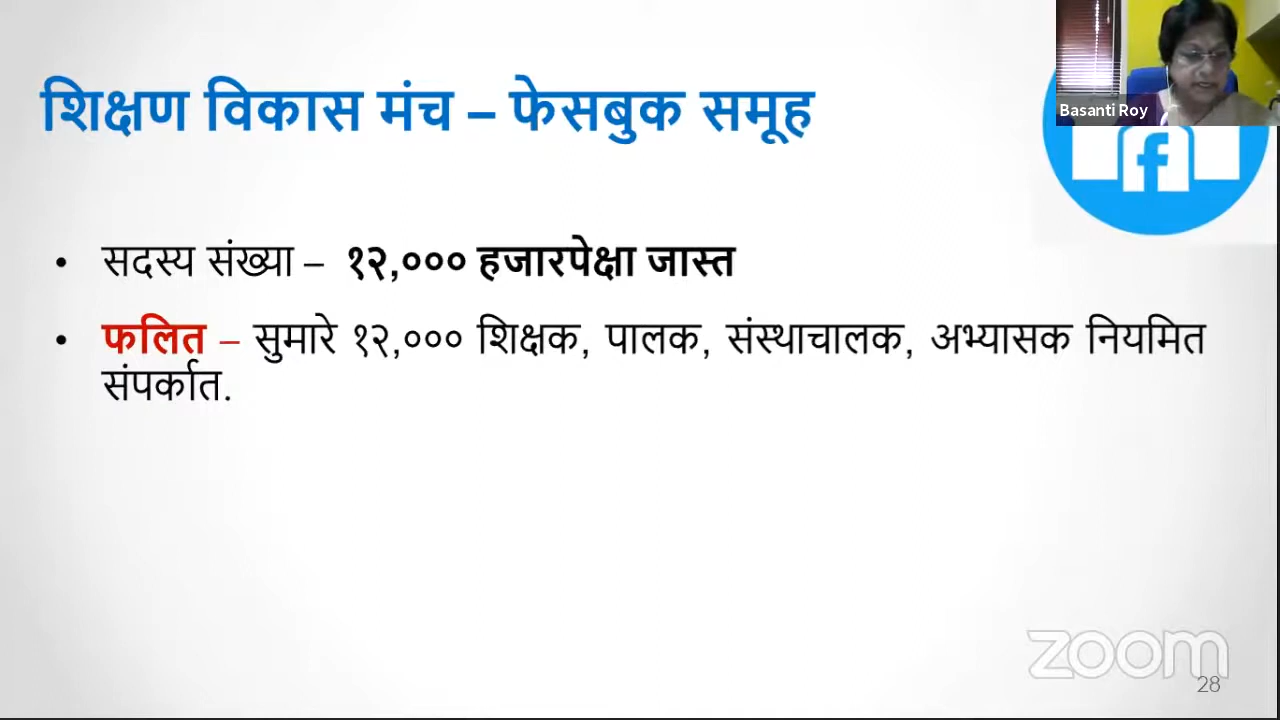 Basanti Roy
शिक्षण विकास मंच – फेसबुक समूह
• सदस्य संख्या – १२,००० हजारपेक्षा जास्त
• फलित – सुमारे १२,००० शिक्षक, पालक, संस्थाचालक, अभ्यासक नियमित
संपर्कात.
zoom
28